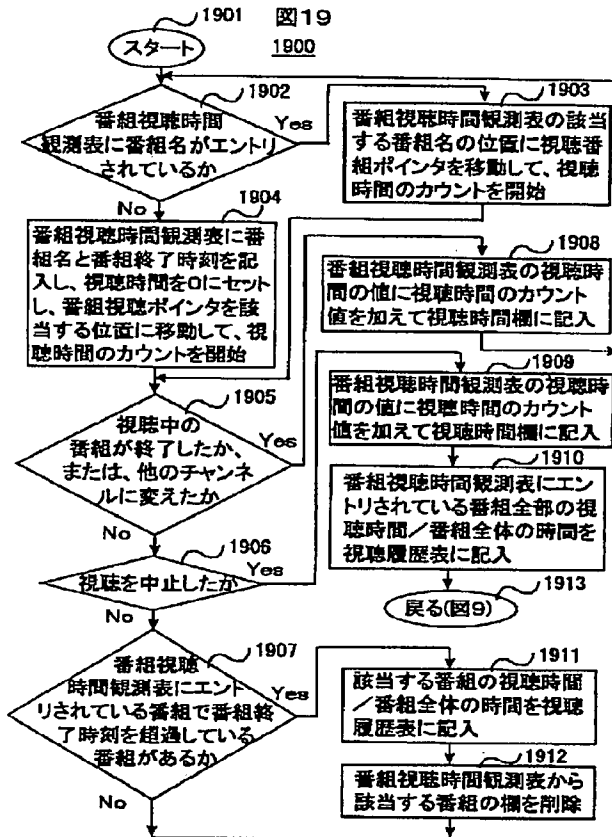 図19
1900
1901
スタート
1902
番組視聴時間
観測表に番組名がエントリ
されているか
Yes
No
1903
番組視聴時間観測表の該当
する番組名の位置に視聴番
組ポインタを移動して、視聴
時間のカウントを開始
1904
番組視聴時間観測表に番組
名と番組終了時刻を記
入し、視聴時間を0にセット
し、番組視聴ポインタを該
当する位置に移動して、視
聴時間のカウントを開始
1905
視聴中の
番組が終了したか、
または、他のチャンネ
ルに変えたか
Yes
No
1906
視聴を中止したか
Yes
No
1907
番組視聴
時間観測表にエント
リされている番組で番組終
了時刻を超過している
番組があるか
Yes
No
1908
番組視聴時間観測表の視聴時
間の値に視聴時間のカウント
値を加えて視聴時間欄に記入
1909
番組視聴時間観測表の視聴時
間の値に視聴時間のカウント
値を加えて視聴時間欄に記入
1910
番組視聴時間観測表にエン
トリされている番組全部の視
聴時間/番組全体の時間を
視聴履歴表に記入
1913
戻る(図9)
1911
該当する番組の視聴時間
/番組全体の時間を視聴
履歴表に記入
1912
番組視聴時間観測表から
該当する番組の欄を削除